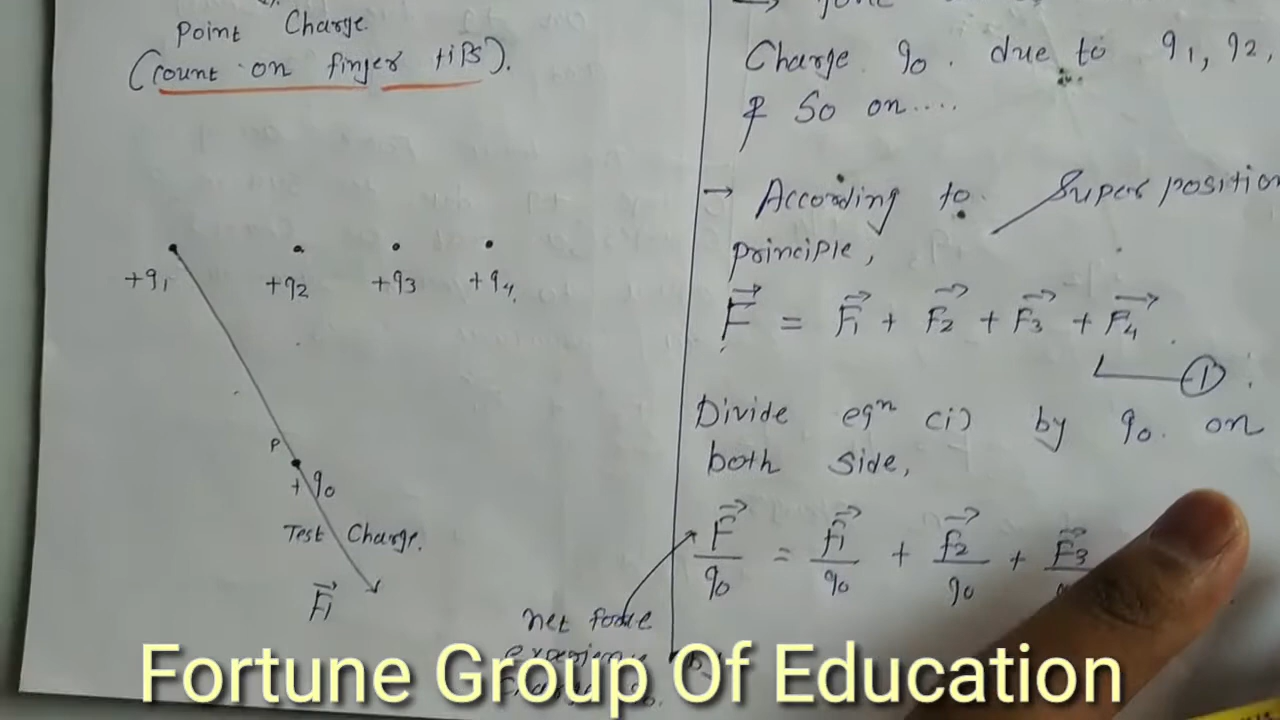 Point Charge.
(count on finger tips).
+q1 +q2 +q3 +q4
P
+q0
Test Charge.
F1
net force
Charge q0. due to q1, q2,
& So on....
→ According to Super position
principle,
F = F1 + F2 + F3 + F4
1
Divide eqn (i) by q0. on
both side,
F/q0 = F1/q0 + F2/q0 + F3
Fortune Group Of Education